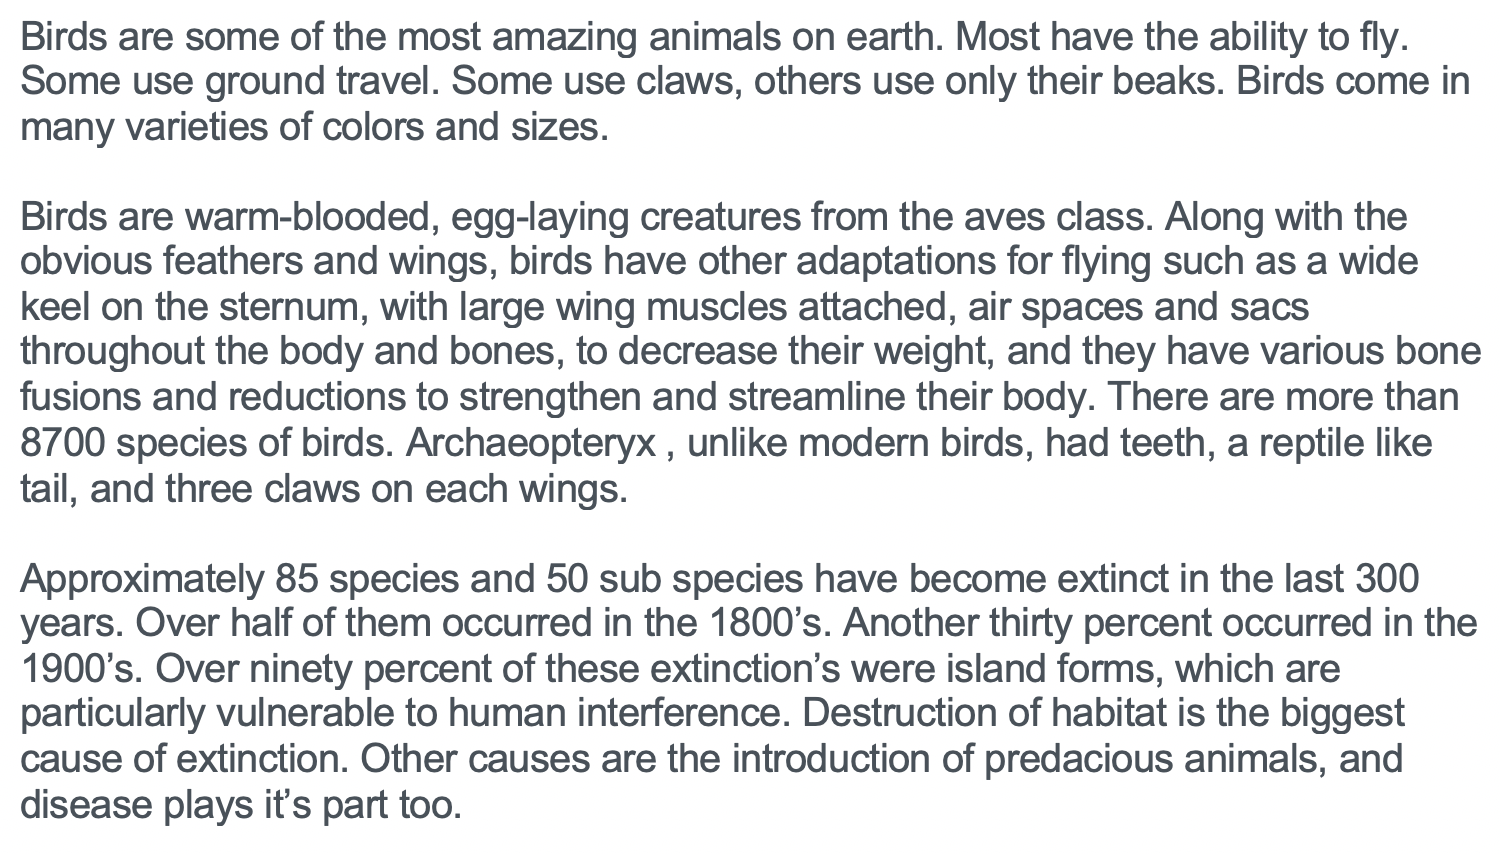 Birds are some of the most amazing animals on earth. Most have the ability to fly.
Some use ground travel. Some use claws, others use only their beaks. Birds come in
many varieties of colors and sizes.
Birds are warm-blooded, egg-laying creatures from the aves class. Along with the
obvious feathers and wings, birds have other adaptations for flying such as a wide
keel on the sternum, with large wing muscles attached, air spaces and sacs
throughout the body and bones, to decrease their weight, and they have various bone
fusions and reductions to strengthen and streamline their body. There are more than
8700 species of birds. Archaeopteryx , unlike modern birds, had teeth, a reptile like
tail, and three claws on each wings.
Approximately 85 species and 50 sub species have become extinct in the last 300
years. Over half of them occurred in the 1800’s. Another thirty percent occurred in the
1900’s. Over ninety percent of these extinction’s were island forms, which are
particularly vulnerable to human interference. Destruction of habitat is the biggest
cause of extinction. Other causes are the introduction of predacious animals, and
disease plays it’s part too.